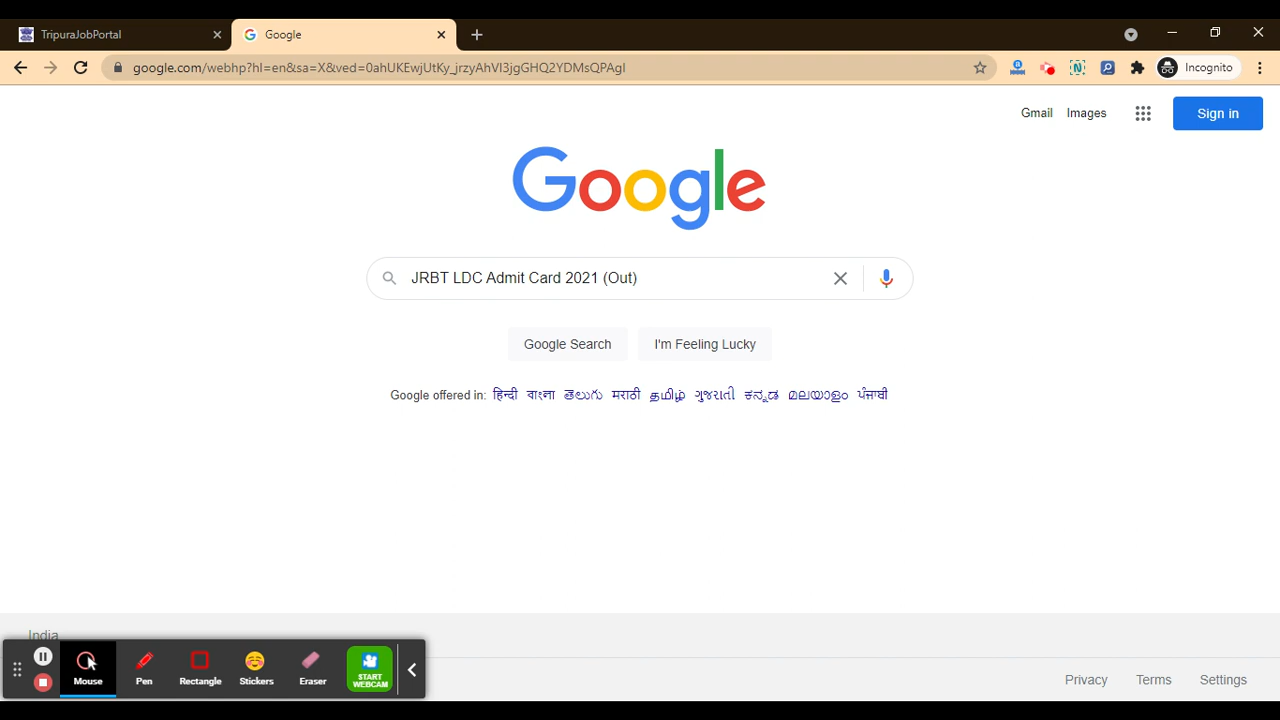 TripuraJobPortal
Google
google.com/webhp?hl=en&sa=X&ved=0ahUKEwjUtKy_jrzyAhVI3jgGHQ2YDMsQPAgI
Incognito
Gmail Images Sign in
Google
JRBT LDC Admit Card 2021 (Out)
Google Search I'm Feeling Lucky
Google offered in: हिन्दी বাংলা తెలుగు मराठी தமிழ் ગુજરાતી ಕನ್ನಡ മലയാളം ਪੰਜਾਬੀ
India
Mouse Pen Rectangle Stickers Eraser START WEBCAM
Privacy Terms Settings